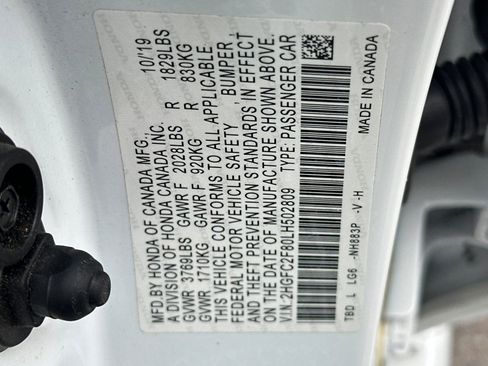 MFD.BY HONDA OF CANADA MFG., 10/19
A DIVISION OF HONDA CANADA INC.
GVWR 3769LBS GAWR F 2028LBS R 1829LBS
GVWR 1710KG GAWR F 920KG R 830KG
THIS VEHICLE CONFORMS TO ALL APPLICABLE
FEDERAL MOTOR VEHICLE SAFETY, BUMPER,
AND THEFT PREVENTION STANDARDS IN EFFECT
ON THE DATE OF MANUFACTURE SHOWN ABOVE.
V.I.N.:2HGFC2F80LH502809 TYPE: PASSENGER CAR
TBD L LG6 -NH883P -V -H
MADE IN CANADA